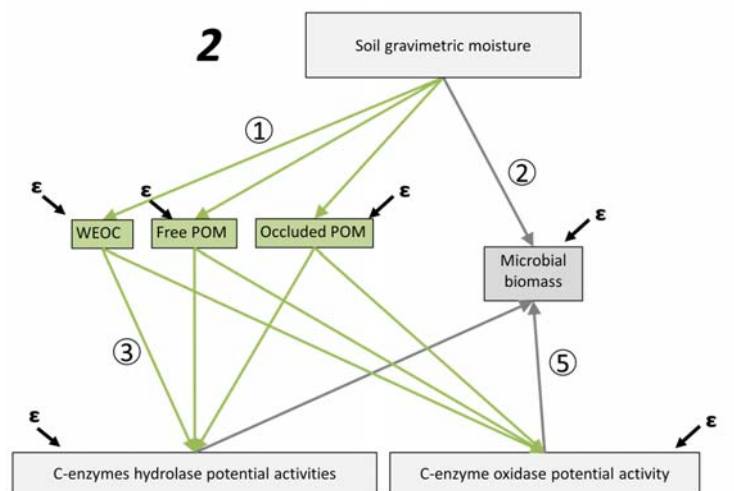 2
Soil gravimetric moisture
①
②
ε
ε
ε
ε
WEOC
Free POM
Occluded POM
Microbial
biomass
③
⑤
ε
ε
C-enzymes hydrolase potential activities
C-enzyme oxidase potential activity